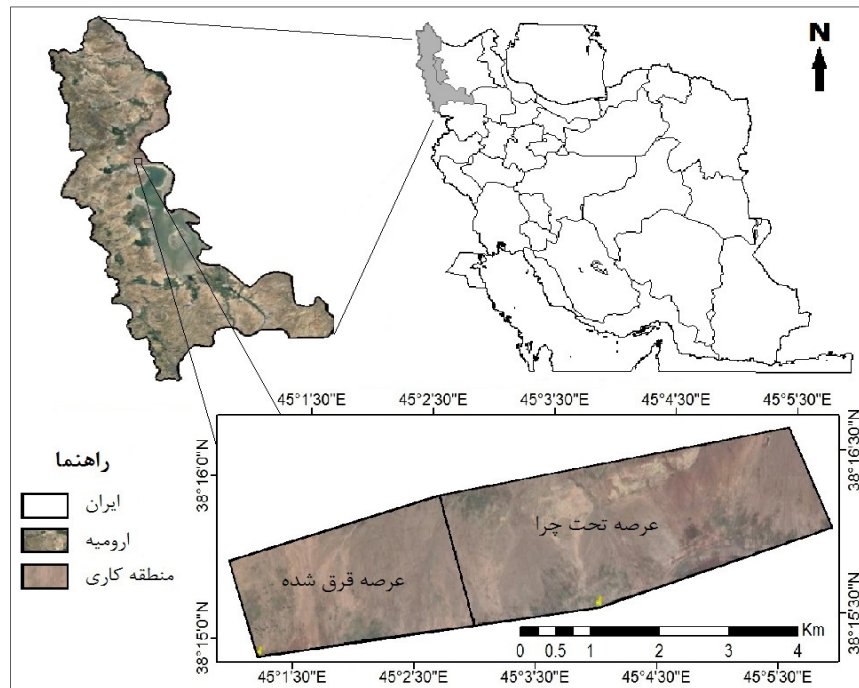 N
45°1'30"E 45°2'30"E 45°3'30"E 45°4'30"E 45°5'30"E
38°16'0"N
38°15'0"N
38°16'30"N
38°15'30"N
عرصه تحت چرا
عرصه قرق شده
راهنما
ایران
ارومیه
منطقه کاری
Km
0 0.5 1 2 3 4
45°1'30"E 45°2'30"E 45°3'30"E 45°4'30"E 45°5'30"E